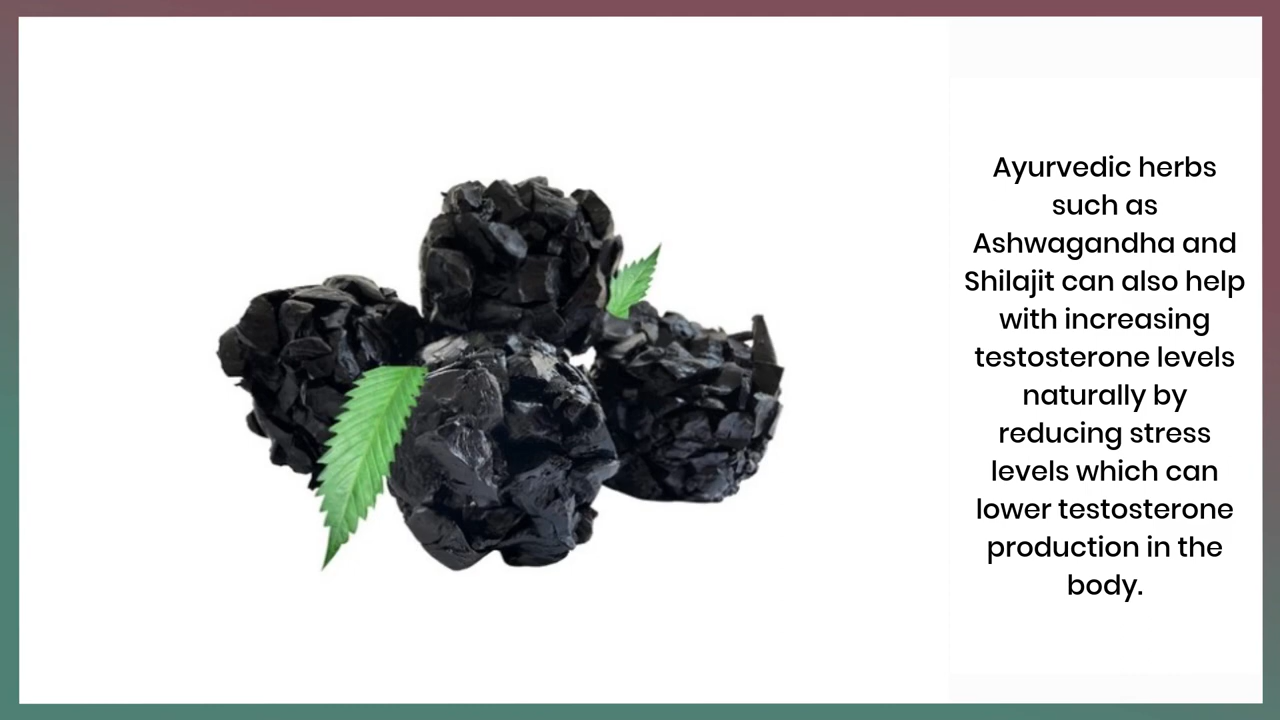 Ayurvedic herbs
such as
Ashwagandha and
Shilajit can also help
with increasing
testosterone levels
naturally by
reducing stress
levels which can
lower testosterone
production in the
body.